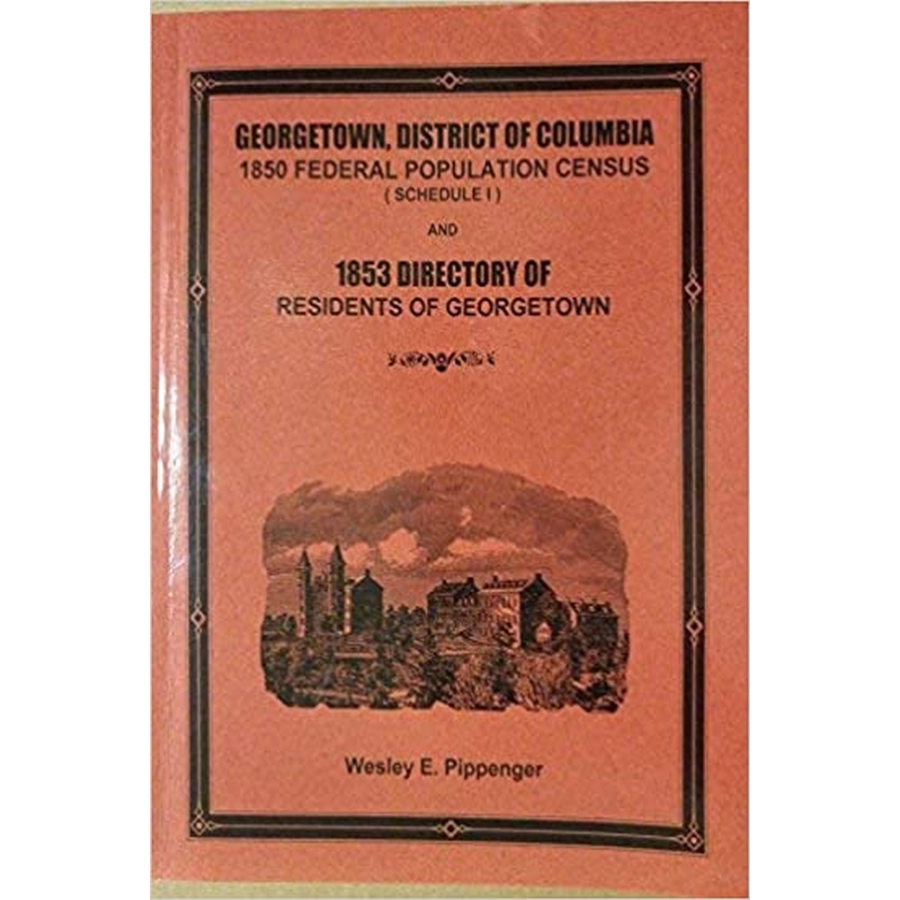 GEORGETOWN, DISTRICT OF COLUMBIA
1850 FEDERAL POPULATION CENSUS
( SCHEDULE I )
AND
1853 DIRECTORY OF
RESIDENTS OF GEORGETOWN
Wesley E. Pippenger